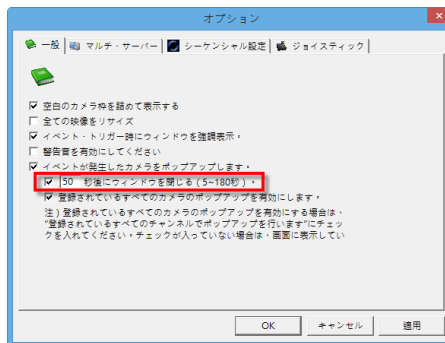 オプション
一般 マルチ・サーバー シーケンシャル設定 ジョイスティック
空白のカメラ枠を詰めて表示する
全ての映像をリサイズ
イベント・トリガー時にウィンドウを強調表示。
警告音を有効にしてください
イベントが発生したカメラをポップアップします。
50 秒後にウィンドウを閉じる(5~180秒)。
登録されているすべてのカメラのポップアップを有効にします。
注)登録されているすべてのカメラのポップアップを有効にする場合は、
"登録されているすべてのチャンネルでポップアップを行います"にチェッ
クを入れてください。チェックが入っていない場合は、画面に表示してい
OK キャンセル 適用